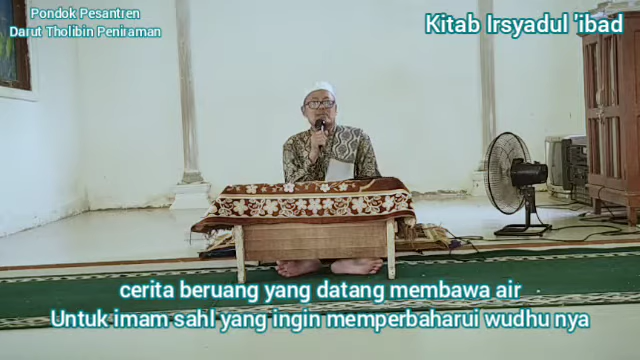 Pondok Pesantren
Darut Tholibin Peniraman
Kitab Irsyadul 'ibad
cerita beruang yang datang membawa air
Untuk imam sahl yang ingin memperbaharui wudhu nya